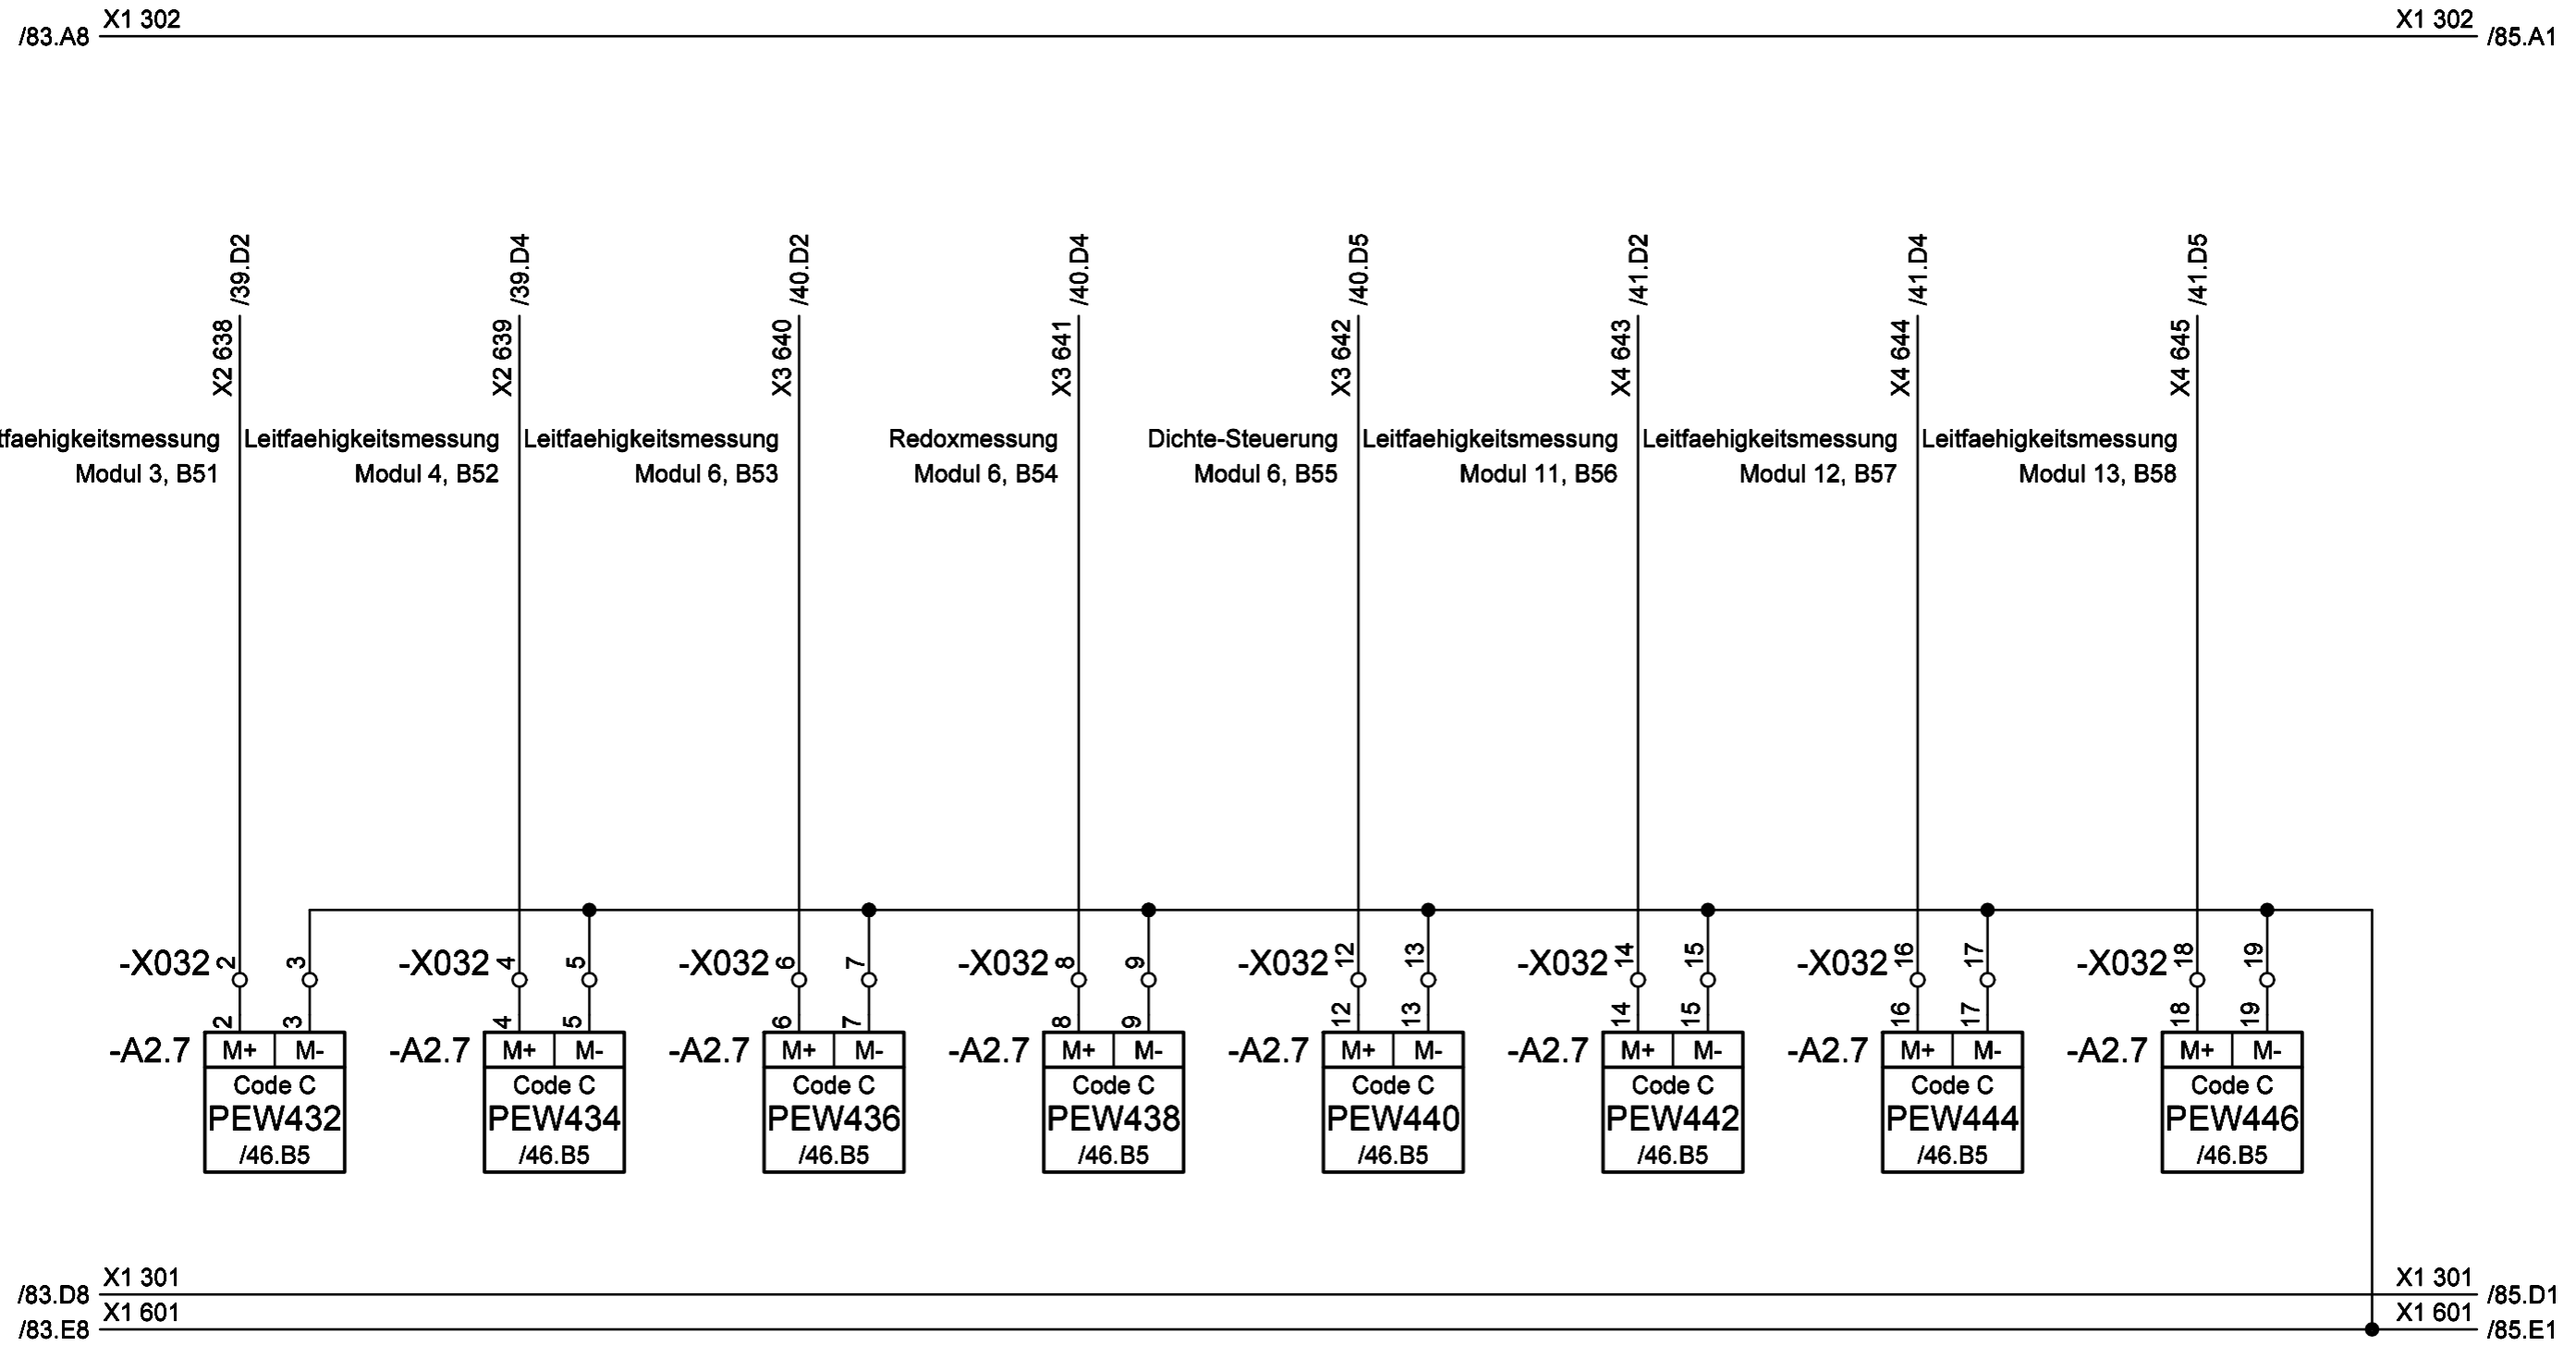 X1 302
X1 302
/83.A8
/85.A1
/39.D2
/39.D4
/40.D2
/40.D4
/40.D5
/41.D2
/41.D4
/41.D5
X2 638
X2 639
X3 640
X3 641
X3 642
X4 643
X4 644
X4 645
tfaehigkeitsmessung
Modul 3, B51
Leitfaehigkeitsmessung
Modul 4, B52
Leitfaehigkeitsmessung
Modul 6, B53
Redoxmessung
Modul 6, B54
Dichte-Steuerung
Modul 6, B55
Leitfaehigkeitsmessung
Modul 11, B56
Leitfaehigkeitsmessung
Modul 12, B57
Leitfaehigkeitsmessung
Modul 13, B58
-X032 2 3
2 3
-A2.7 M+ M-
Code C
PEW432
/46.B5
-X032 4 5
4 5
-A2.7 M+ M-
Code C
PEW434
/46.B5
-X032 6 7
6 7
-A2.7 M+ M-
Code C
PEW436
/46.B5
-X032 8 9
8 9
-A2.7 M+ M-
Code C
PEW438
/46.B5
-X032 12 13
12 13
-A2.7 M+ M-
Code C
PEW440
/46.B5
-X032 14 15
14 15
-A2.7 M+ M-
Code C
PEW442
/46.B5
-X032 16 17
16 17
-A2.7 M+ M-
Code C
PEW444
/46.B5
-X032 18 19
18 19
-A2.7 M+ M-
Code C
PEW446
/46.B5
X1 301
X1 301
/83.D8
/85.D1
X1 601
X1 601
/83.E8
/85.E1